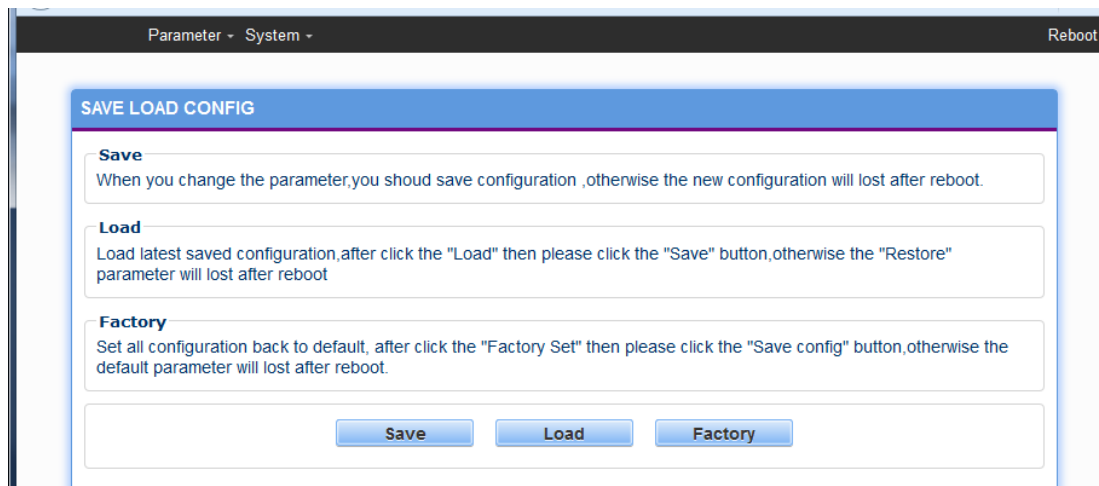 Parameter System Reboot
SAVE LOAD CONFIG
Save
When you change the parameter,you shoud save configuration ,otherwise the new configuration will lost after reboot.
Load
Load latest saved configuration,after click the "Load" then please click the "Save" button,otherwise the "Restore"
parameter will lost after reboot
Factory
Set all configuration back to default, after click the "Factory Set" then please click the "Save config" button,otherwise the
default parameter will lost after reboot.
Save Load Factory